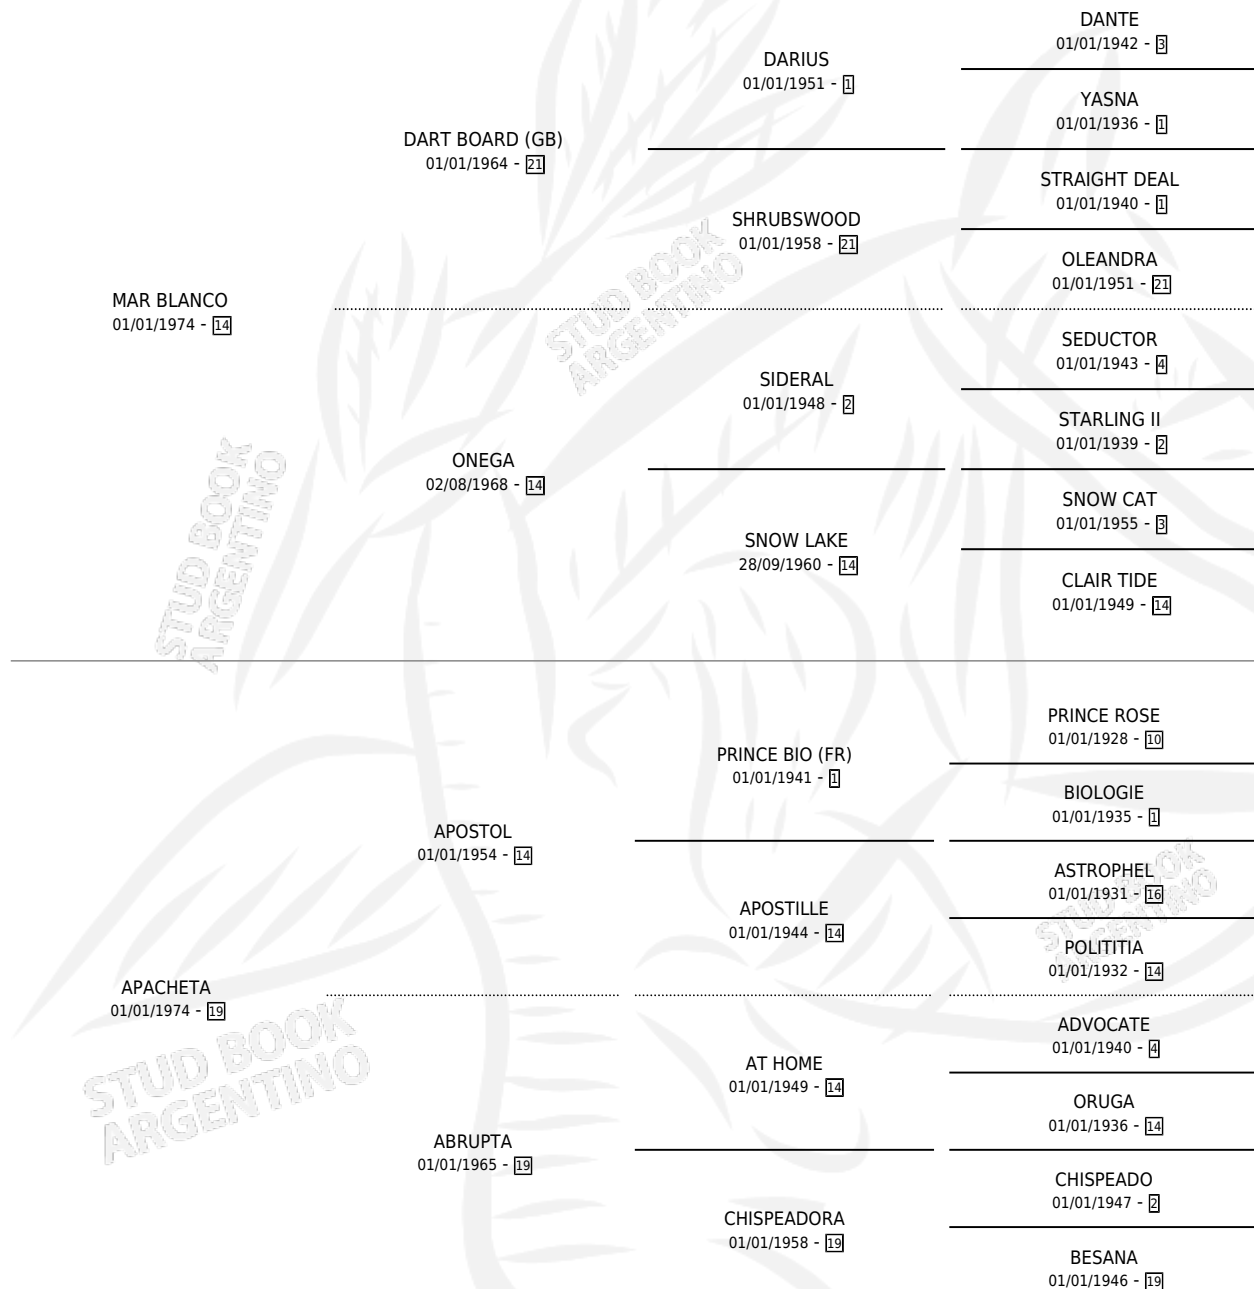 DANTE
01/01/1942 - 3
DARIUS
01/01/1951 - 1
YASNA
01/01/1936 - 1
DART BOARD (GB)
01/01/1964 - 21
STRAIGHT DEAL
01/01/1940 - 1
SHRUBSWOOD
01/01/1958 - 21
OLEANDRA
01/01/1951 - 21
MAR BLANCO
01/01/1974 - 14
SEDUCTOR
01/01/1943 - 4
SIDERAL
01/01/1948 - 2
STARLING II
01/01/1939 - 2
ONEGA
02/08/1968 - 14
SNOW CAT
01/01/1955 - 3
SNOW LAKE
28/09/1960 - 14
CLAIR TIDE
01/01/1949 - 14
PRINCE ROSE
01/01/1928 - 10
PRINCE BIO (FR)
01/01/1941 - 1
BIOLOGIE
01/01/1935 - 1
APOSTOL
01/01/1954 - 14
ASTROPHEL
01/01/1931 - 16
APOSTILLE
01/01/1944 - 14
POLITITIA
01/01/1932 - 14
APACHETA
01/01/1974 - 19
ADVOCATE
01/01/1940 - 4
AT HOME
01/01/1949 - 14
ORUGA
01/01/1936 - 14
ABRUPTA
01/01/1965 - 19
CHISPEADO
01/01/1947 - 2
CHISPEADORA
01/01/1958 - 19
BESANA
01/01/1946 - 19
STUD BOOK
ARGENTINO
STUD BOOK
ARGENTINO
STUD BOOK
ARGENTINO
STUD BOOK
ARGENTINO